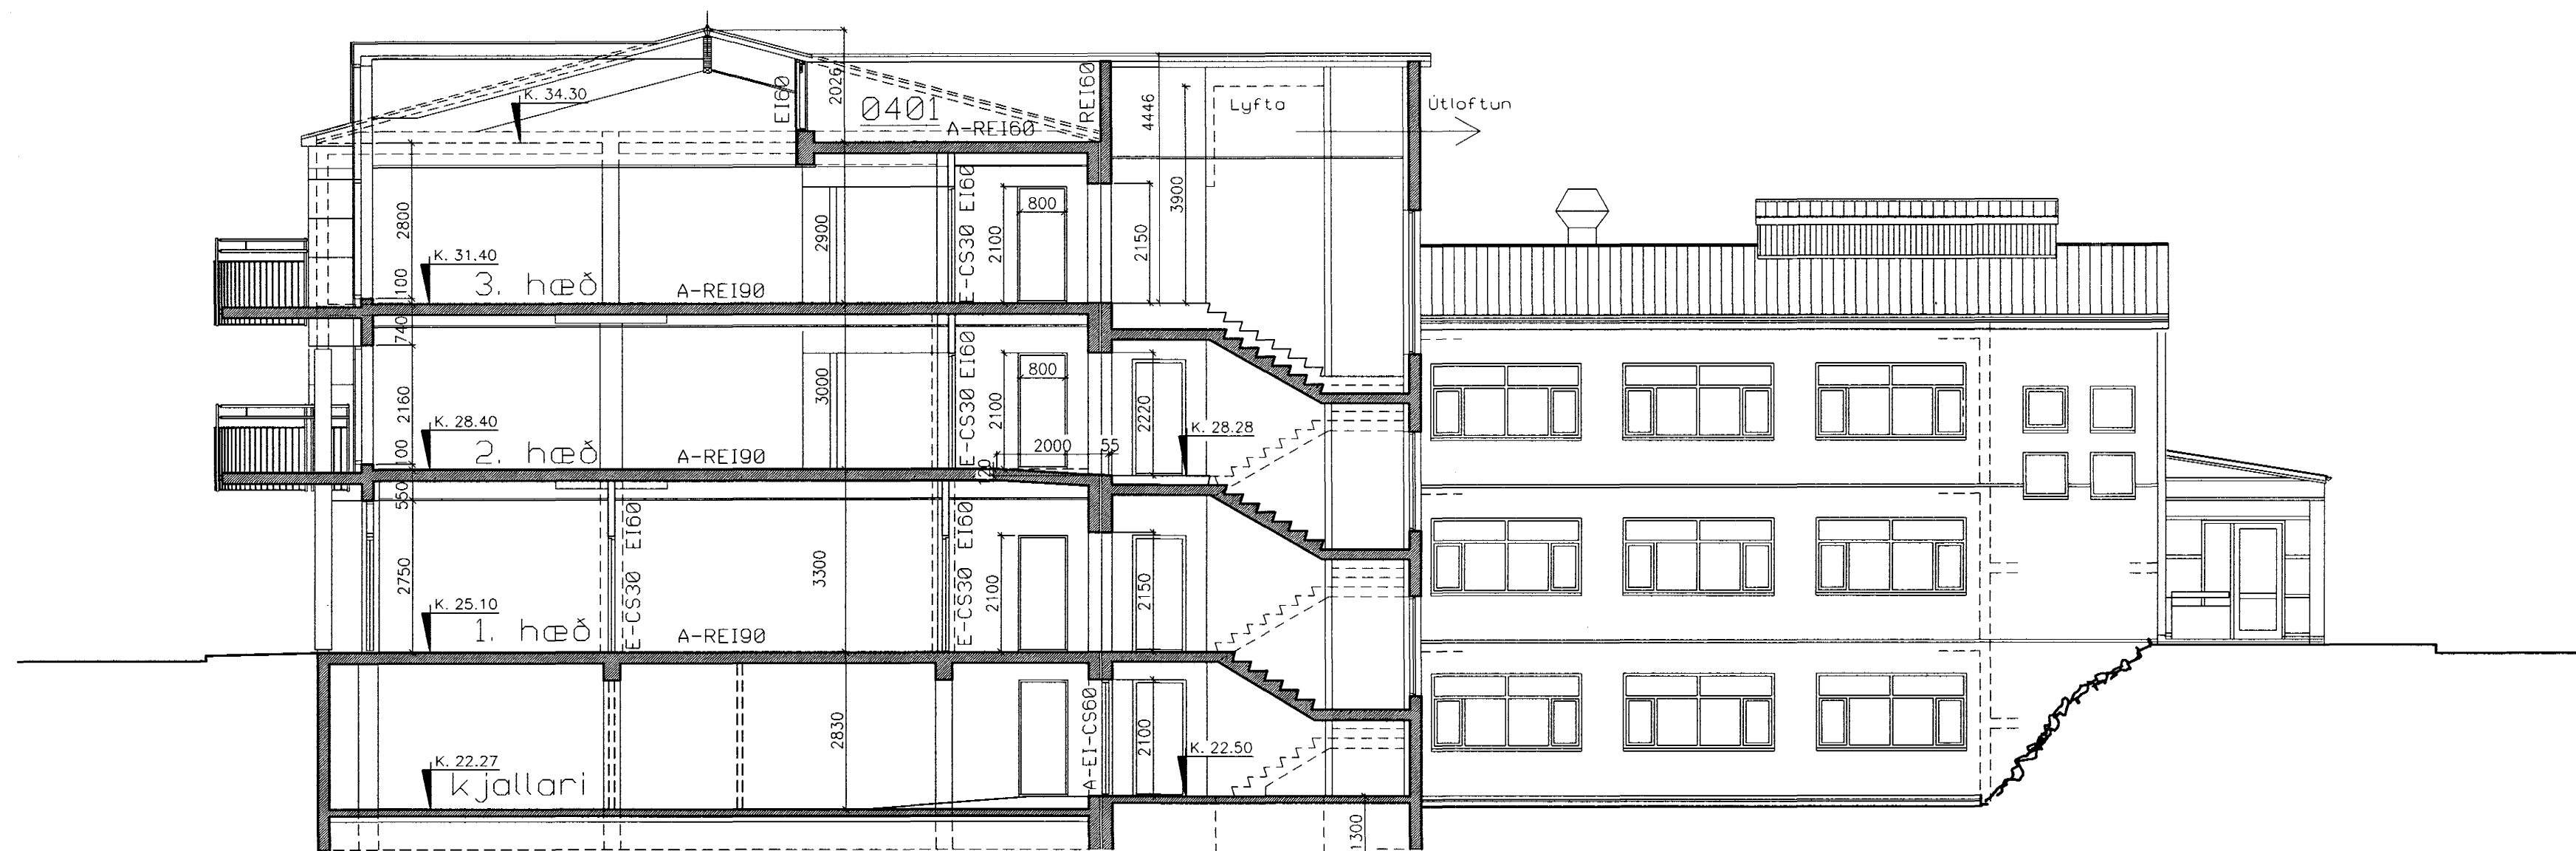 K. 34.30
EI60
2026
0401
A-REI60
REI60
4446
3900
Lyfta
Útloftun
2800
100
K. 31.40
3. hæð
A-REI90
2900
E-CS30 EI60
2100
800
2150
740
2160
100
K. 28.40
2. hæð
A-REI90
3000
E-CS30 EI60
2100
800
2000
55
120
2220
K. 28.28
550
2750
K. 25.10
1. hæð
E-CS30 EI60
A-REI90
3300
E-CS30 EI60
2100
2150
K. 22.27
kjallari
2830
A-EI-CS60
2100
K. 22.50
1300